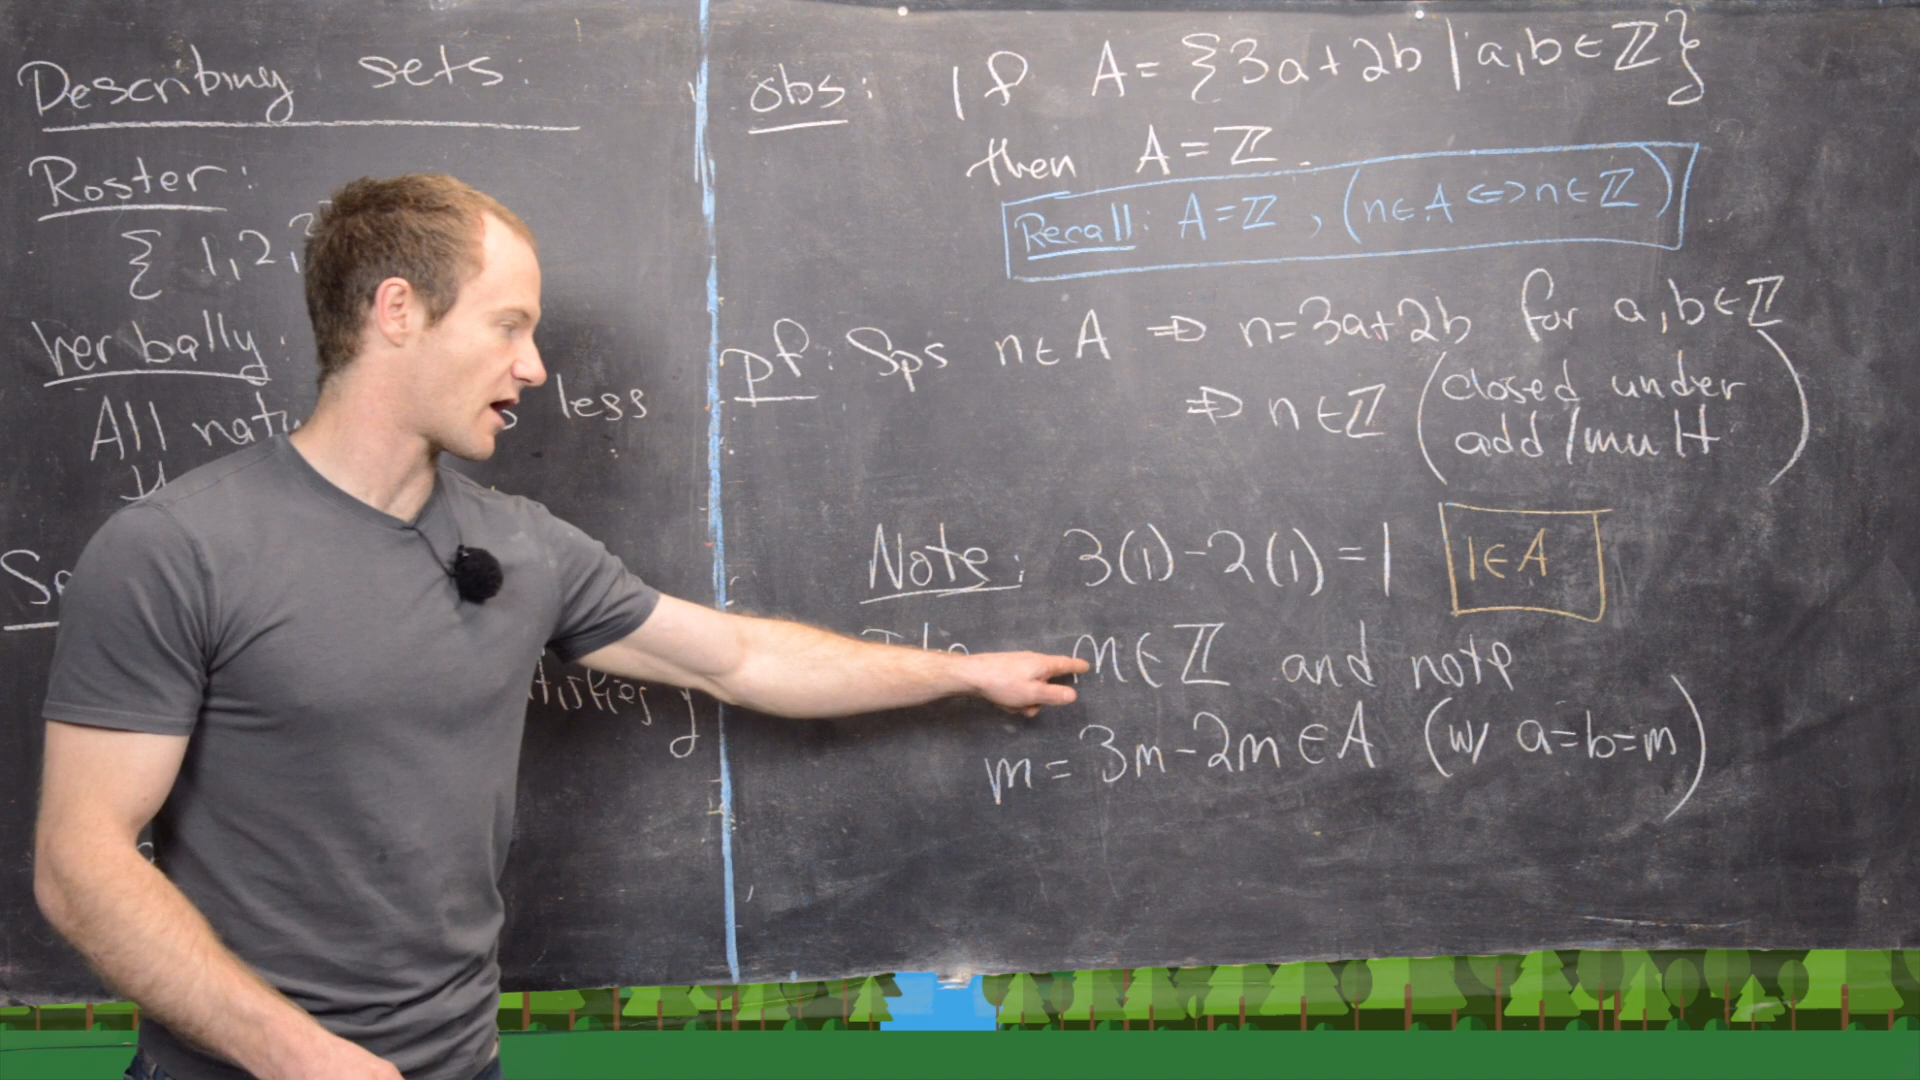 Describing sets.
Roster:
{ 1,2,
verbally:
All less
obs: If A = {3a+2b | a,b ∈ ℤ}
then A = ℤ.
Recall: A=ℤ, (n∈A ⇔ n∈ℤ)
pf: Sps n∈A ⇒ n=3a+2b for a,b∈ℤ
⇒ n∈ℤ (closed under
add/mult)
Note: 3(1)-2(1)=1 1∈A
m∈ℤ and note
m = 3m-2m ∈ A (w/ a=b=m)